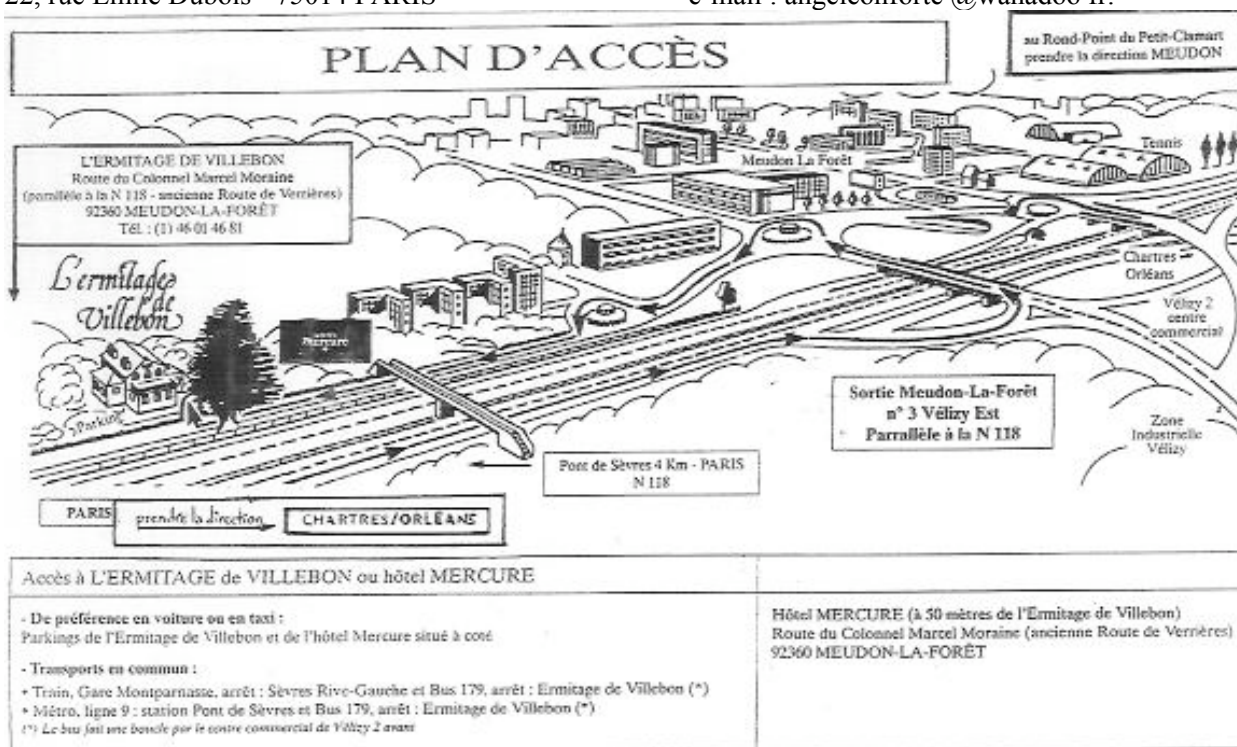 22, rue Emile Dubois - 75014 PARIS e-mail : angelconforte@wanadoo fr.
PLAN D'ACCÈS
au Rond-Point du Petit-Clamart
prendre la direction MEUDON
L'ERMITAGE DE VILLEBON
Route du Colonnel Marcel Moraine
(parallèle à la N 118 - ancienne Route de Verrières)
92360 MEUDON-LA-FORÊT
Tél. : (1) 46 01 46 81
Meudon La Forêt
Tennis
Chartres
Orléans
Vélizy 2
centre
commercial
L'ermitage
de
Villebon
Mercure
Parking
Sortie Meudon-La-Forêt
n° 3 Vélizy Est
Parrallèle à la N 118
Zone
Industrielle
Vélizy
Pont de Sèvres 4 Km - PARIS
N 118
PARIS
prendre la direction
CHARTRES/ORLÉANS
Accès à L'ERMITAGE de VILLEBON ou hôtel MERCURE
- De préférence en voiture ou en taxi :
Parkings de l'Ermitage de Villebon et de l'hôtel Mercure situé à coté
- Transports en commun :
• Train, Gare Montparnasse, arrêt : Sèvres Rive-Gauche et Bus 179, arrêt : Ermitage de Villebon (*)
• Métro, ligne 9 : station Pont de Sèvres et Bus 179, arrêt : Ermitage de Villebon (*)
(*) Le bus fait une boucle par le centre commercial de Vélizy 2 avant
Hôtel MERCURE (à 50 mètres de l'Ermitage de Villebon)
Route du Colonnel Marcel Moraine (ancienne Route de Verrières)
92360 MEUDON-LA-FORÊT